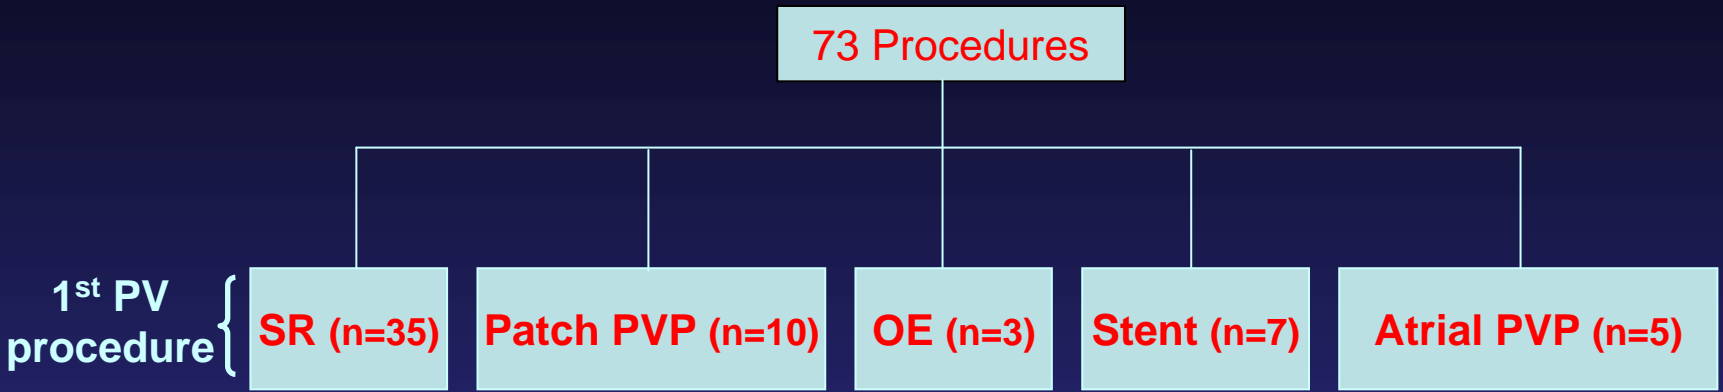 73 Procedures
1st PV
procedure
SR (n=35)
Patch PVP (n=10)
OE (n=3)
Stent (n=7)
Atrial PVP (n=5)